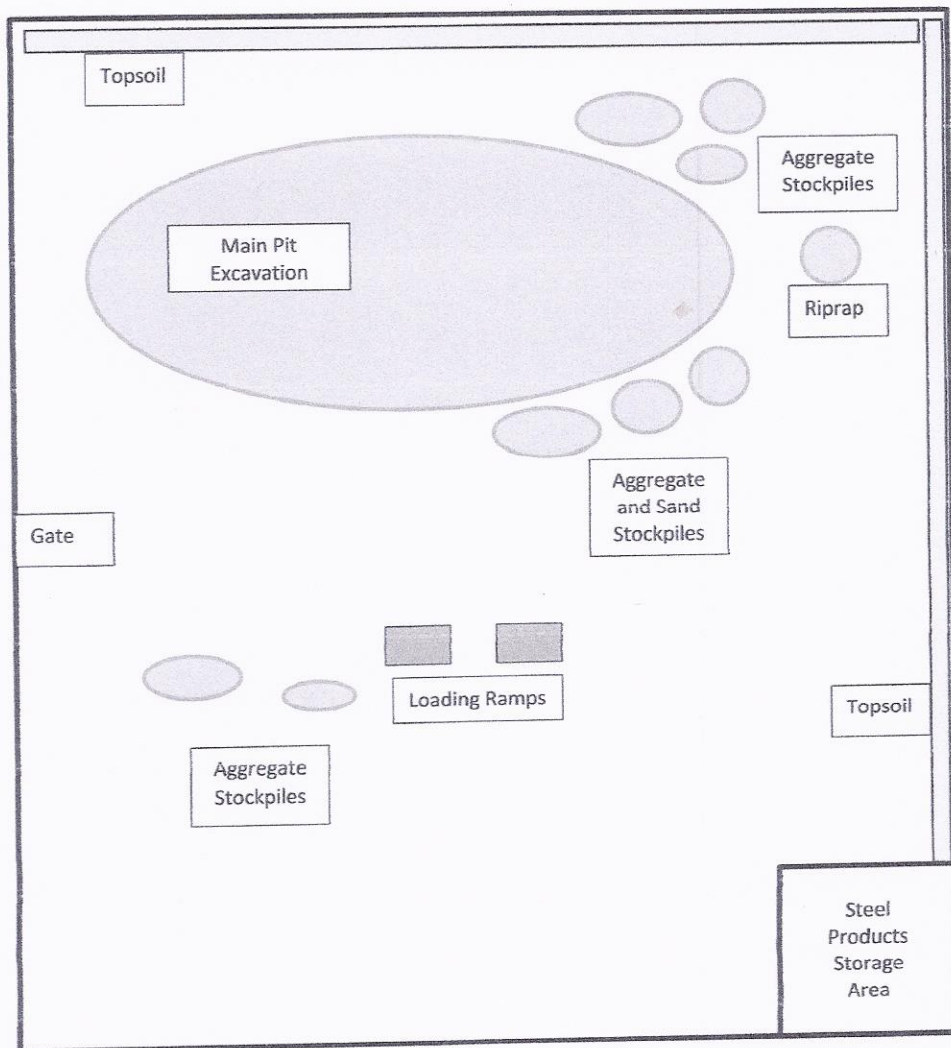 Topsoil
Aggregate
Stockpiles
Main Pit
Excavation
Riprap
Aggregate
and Sand
Stockpiles
Gate
Loading Ramps
Topsoil
Aggregate
Stockpiles
Steel
Products
Storage
Area